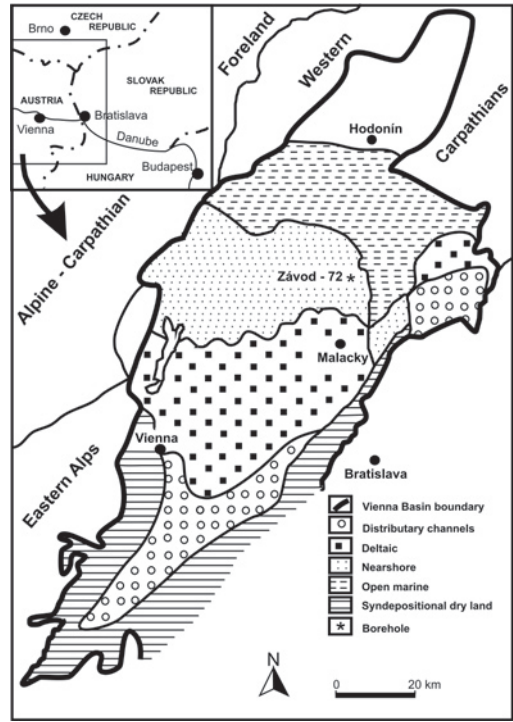 CZECH
REPUBLIC
Brno
SLOVAK
REPUBLIC
AUSTRIA
Bratislava
Vienna
Danube
Budapest
HUNGARY
Foreland
Western
Carpathians
Hodonín
Alpine - Carpathian
Závod - 72 *
Malacky
Vienna
Bratislava
Eastern Alps
Vienna Basin boundary
Distributary channels
Deltaic
Nearshore
Open marine
Syndepositional dry land
* Borehole
N
0 20 km